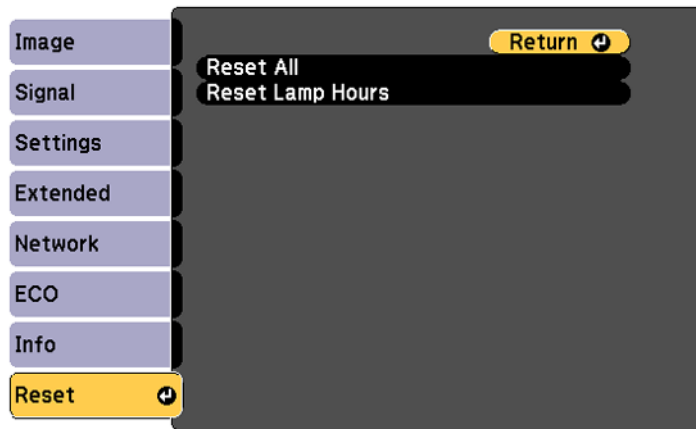 Image
Signal
Settings
Extended
Network
ECO
Info
Reset
Return
Reset All
Reset Lamp Hours